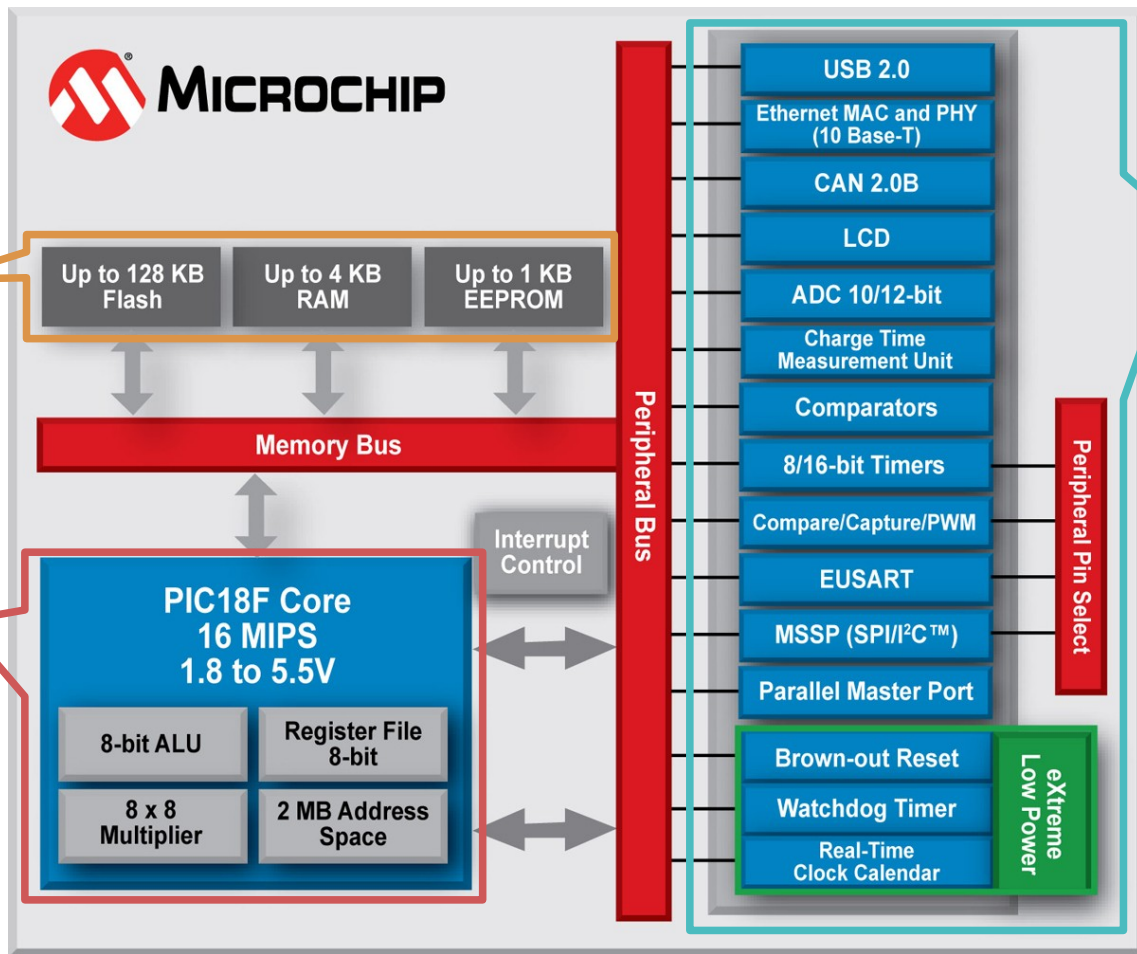 MICROCHIP
®
Up to 128 KB
Flash
Up to 4 KB
RAM
Up to 1 KB
EEPROM
Memory Bus
Interrupt
Control
PIC18F Core
16 MIPS
1.8 to 5.5V
8-bit ALU
Register File
8-bit
8 x 8
Multiplier
2 MB Address
Space
Peripheral Bus
USB 2.0
Ethernet MAC and PHY
(10 Base-T)
CAN 2.0B
LCD
ADC 10/12-bit
Charge Time
Measurement Unit
Comparators
8/16-bit Timers
Compare/Capture/PWM
EUSART
MSSP (SPI/I²C™)
Parallel Master Port
Brown-out Reset
Watchdog Timer
Real-Time
Clock Calendar
eXtreme
Low Power
Peripheral Pin Select